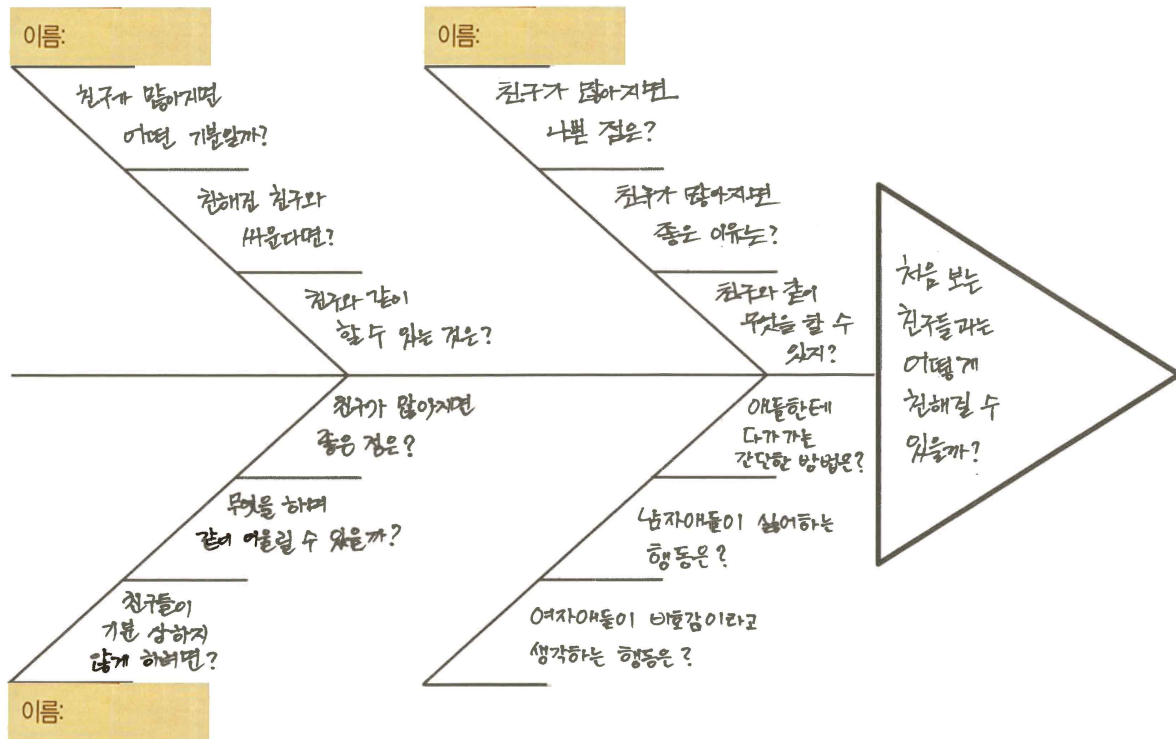 이름:
친구가 많아지면
어떤 기분일까?
친해진 친구와
싸운다면?
친구와 같이
할 수 있는 것은?
이름:
친구가 많아지면
나쁜 점은?
친구가 많아지면
좋은 이유는?
친구와 같이
무엇을 할 수
있지?
처음 보는
친구들과는
어떻게
친해질 수
있을까?
친구가 많아지면
좋은 점은?
무엇을 하며
같이 어울릴 수 있을까?
친구들이
기분 상하지
않게 하려면?
이름:
애들한테
다가가는
간단한 방법은?
남자애들이 싫어하는
행동은?
여자애들이 비호감이라고
생각하는 행동은?